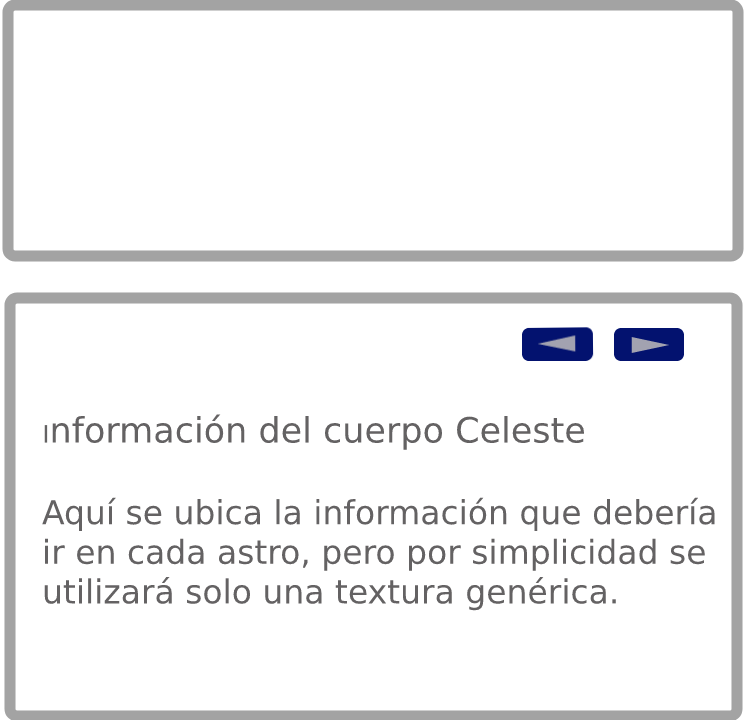 ınformación del cuerpo Celeste
Aquí se ubica la información que debería
ir en cada astro, pero por simplicidad se
utilizará solo una textura genérica.